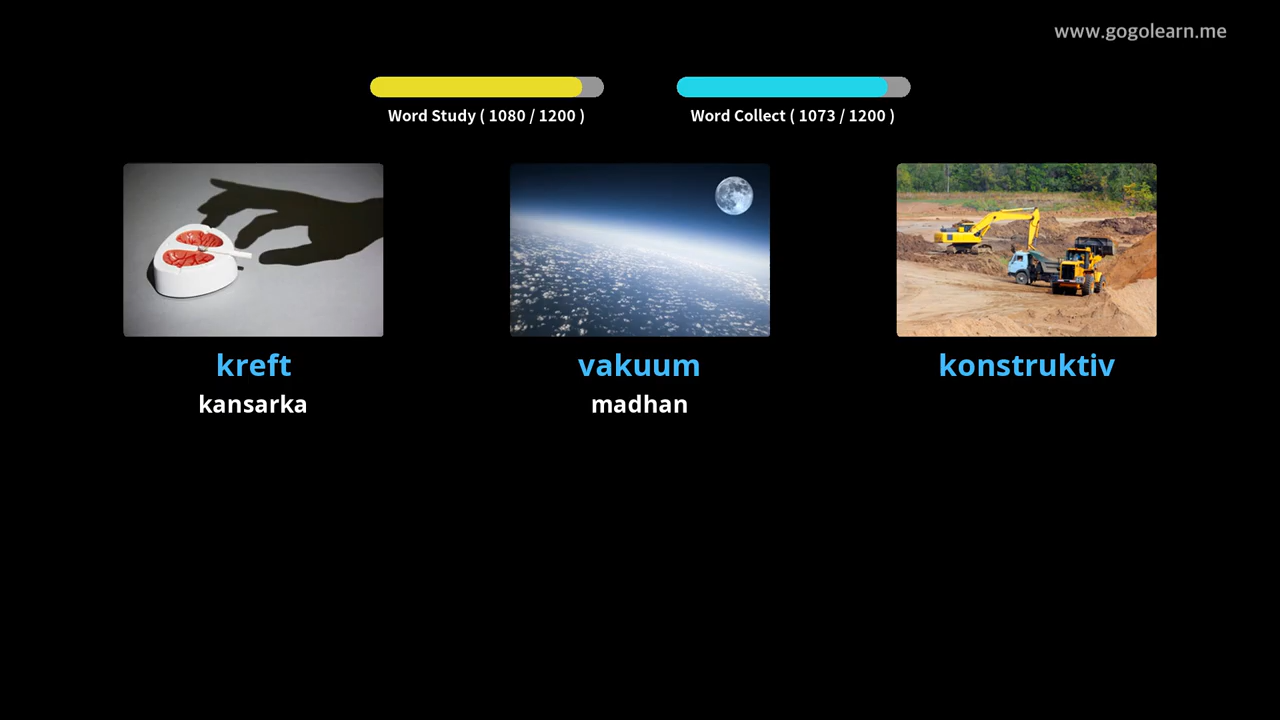 www.gogolearn.me
Word Study ( 1080 / 1200 )
Word Collect ( 1073 / 1200 )
kreft
kansarka
vakuum
madhan
konstruktiv